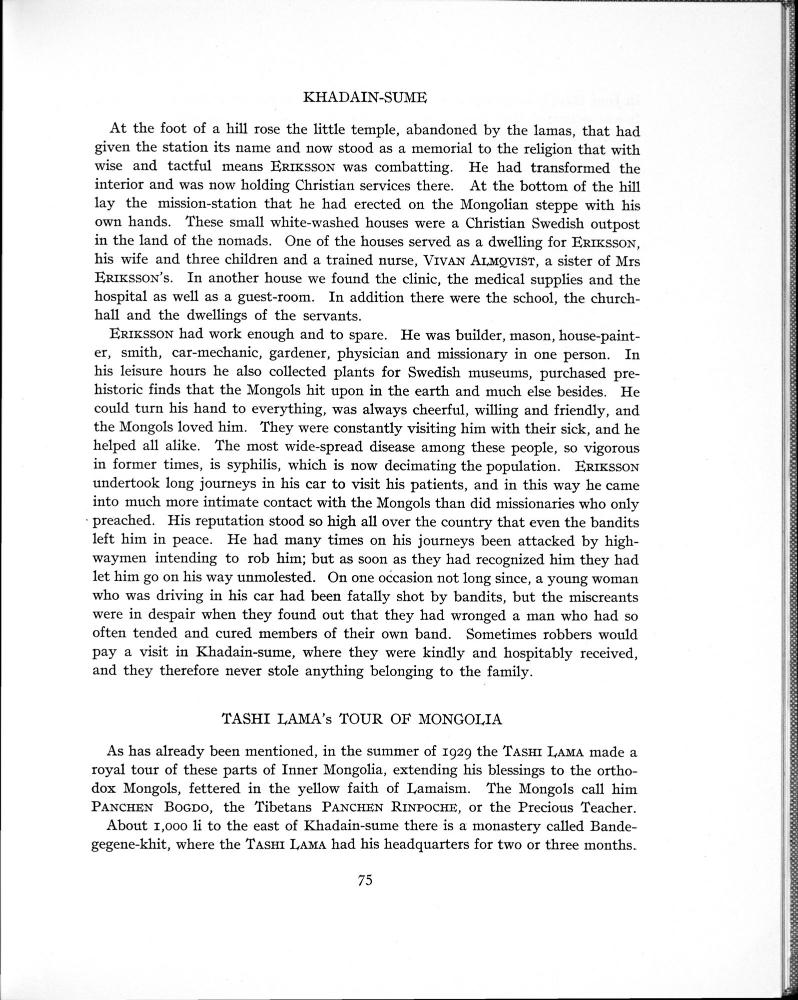 KHADAIN-SUME
At the foot of a hill rose the little temple, abandoned by the lamas, that had
given the station its name and now stood as a memorial to the religion that with
wise and tactful means ERIKSSON was combatting. He had transformed the
interior and was now holding Christian services there. At the bottom of the hill
lay the mission-station that he had erected on the Mongolian steppe with his
own hands. These small white-washed houses were a Christian Swedish outpost
in the land of the nomads. One of the houses served as a dwelling for ERIKSSON,
his wife and three children and a trained nurse, VIVAN ALMQVIST, a sister of Mrs
ERIKSSON's. In another house we found the clinic, the medical supplies and the
hospital as well as a guest-room. In addition there were the school, the church-
hall and the dwellings of the servants.
ERIKSSON had work enough and to spare. He was builder, mason, house-paint-
er, smith, car-mechanic, gardener, physician and missionary in one person. In
his leisure hours he also collected plants for Swedish museums, purchased pre-
historic finds that the Mongols hit upon in the earth and much else besides. He
could turn his hand to everything, was always cheerful, willing and friendly, and
the Mongols loved him. They were constantly visiting him with their sick, and he
helped all alike. The most wide-spread disease among these people, so vigorous
in former times, is syphilis, which is now decimating the population. ERIKSSON
undertook long journeys in his car to visit his patients, and in this way he came
into much more intimate contact with the Mongols than did missionaries who only
preached. His reputation stood so high all over the country that even the bandits
left him in peace. He had many times on his journeys been attacked by high-
waymen intending to rob him; but as soon as they had recognized him they had
let him go on his way unmolested. On one occasion not long since, a young woman
who was driving in his car had been fatally shot by bandits, but the miscreants
were in despair when they found out that they had wronged a man who had so
often tended and cured members of their own band. Sometimes robbers would
pay a visit in Khadain-sume, where they were kindly and hospitably received,
and they therefore never stole anything belonging to the family.
TASHI LAMA's TOUR OF MONGOLIA
As has already been mentioned, in the summer of 1929 the TASHI LAMA made a
royal tour of these parts of Inner Mongolia, extending his blessings to the ortho-
dox Mongols, fettered in the yellow faith of Lamaism. The Mongols call him
PANCHEN BOGDO, the Tibetans PANCHEN RINPOCHE, or the Precious Teacher.
About 1,000 li to the east of Khadain-sume there is a monastery called Bande-
gegene-khit, where the TASHI LAMA had his headquarters for two or three months.
75